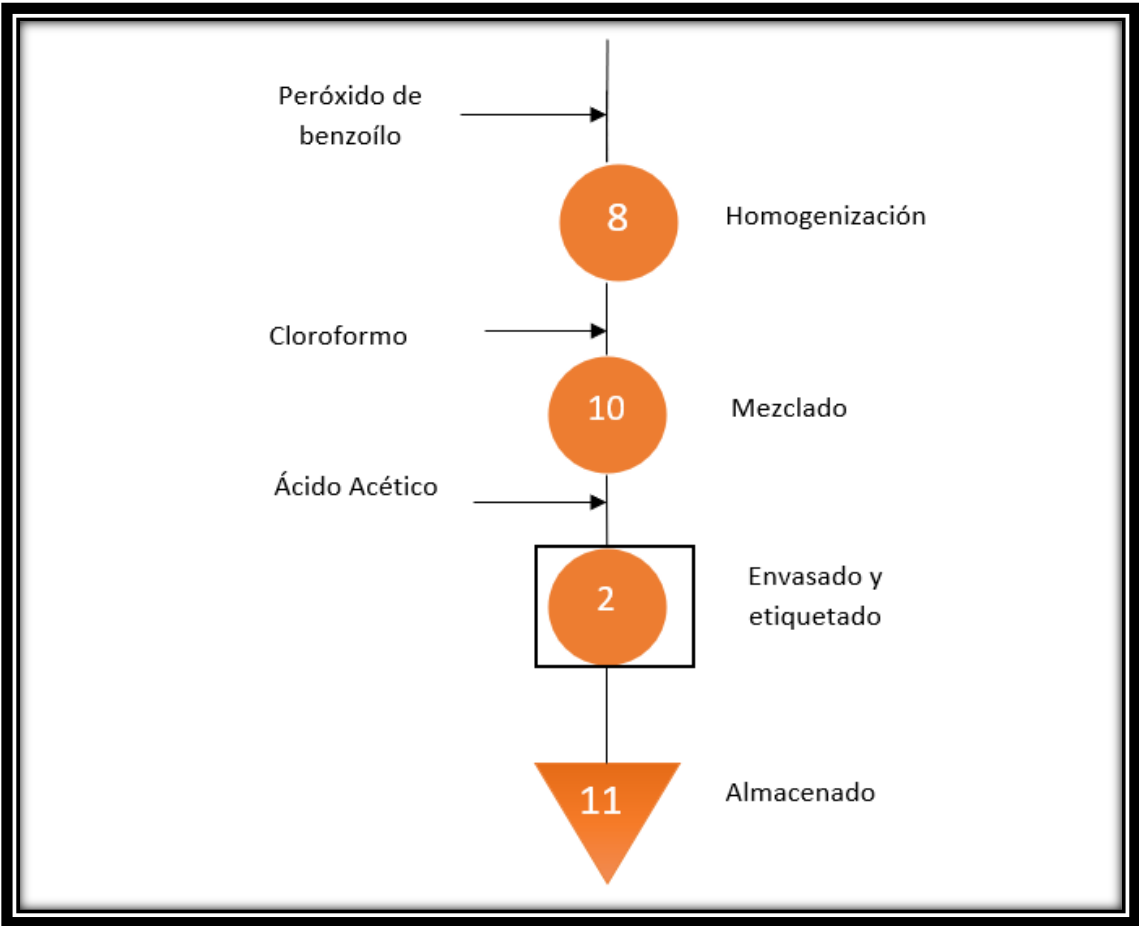 Peróxido de
benzoílo
8
Homogenización
Cloroformo
10
Mezclado
Ácido Acético
2
Envasado y
etiquetado
11
Almacenado